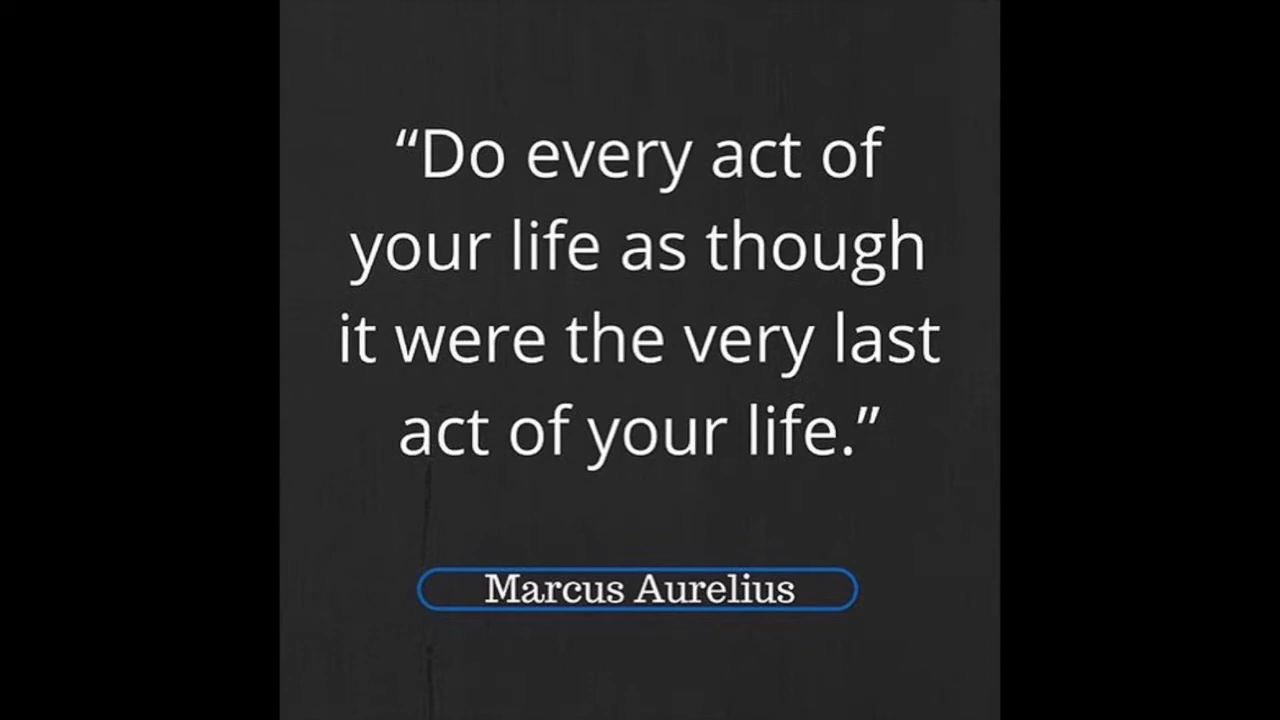 “Do every act of
your life as though
it were the very last
act of your life.”
Marcus Aurelius